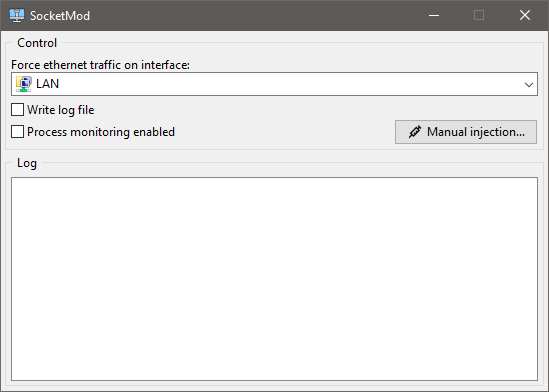 SocketMod
Control
Force ethernet traffic on interface:
LAN
Write log file
Process monitoring enabled
Manual injection...
Log